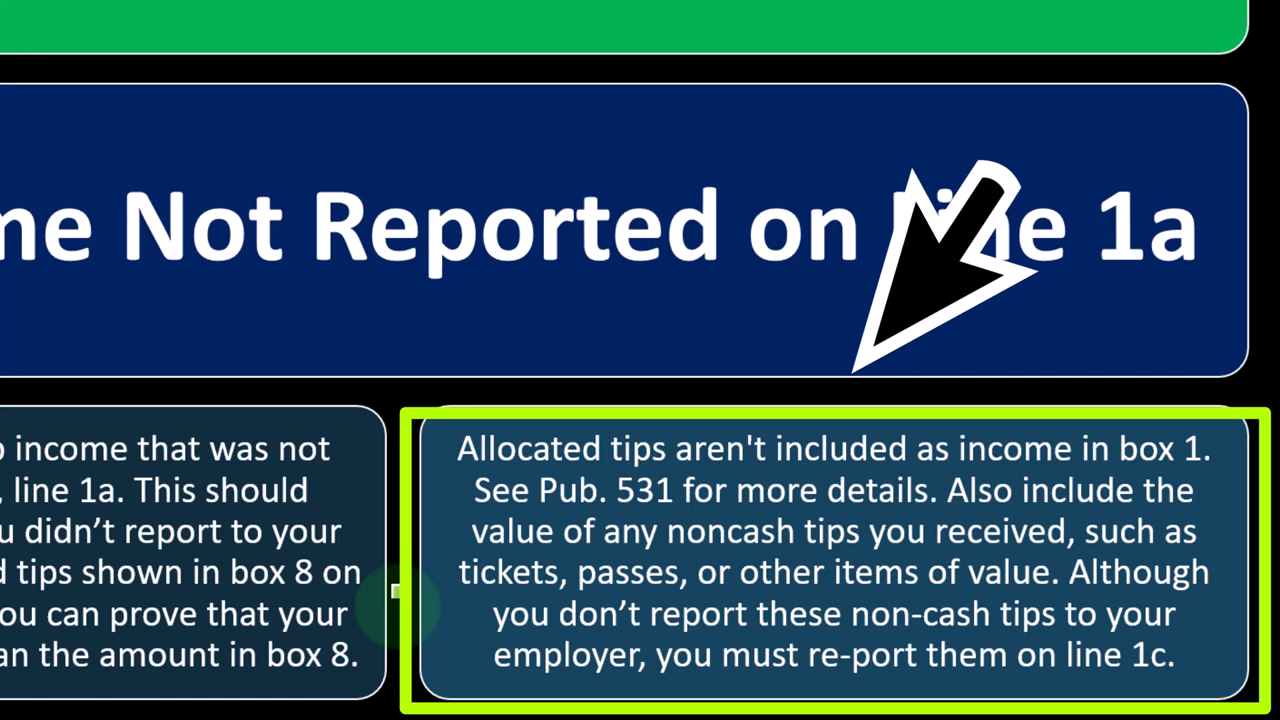 me Not Reported on Line 1a
income that was not
, line 1a. This should
u didn’t report to your
d tips shown in box 8 on
ou can prove that your
an the amount in box 8.
Allocated tips aren't included as income in box 1.
See Pub. 531 for more details. Also include the
value of any noncash tips you received, such as
tickets, passes, or other items of value. Although
you don’t report these non-cash tips to your
employer, you must re-port them on line 1c.